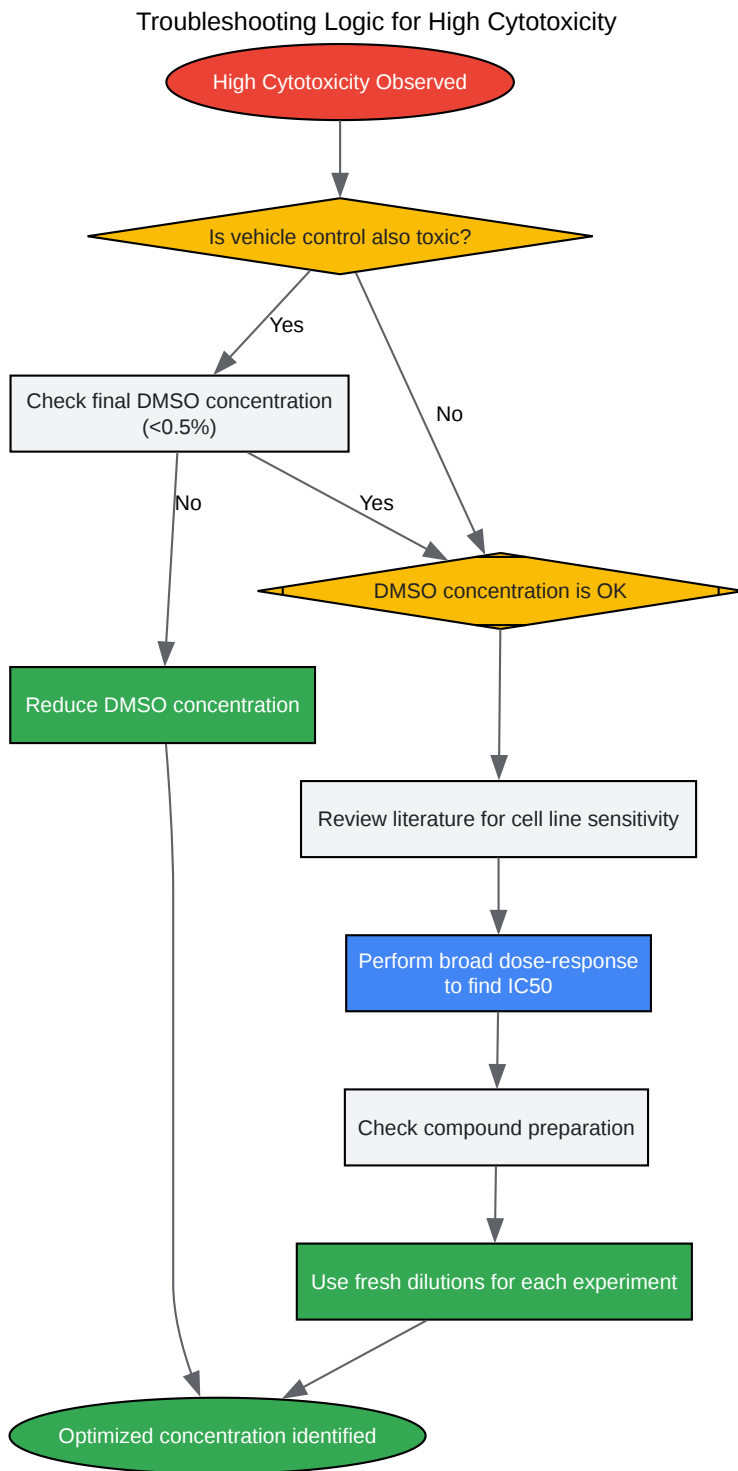 Troubleshooting Logic for High Cytotoxicity
High Cytotoxicity Observed
Is vehicle control also toxic?
Yes
Check final DMSO concentration
(<0.5%)
No
No
Yes
DMSO concentration is OK
Reduce DMSO concentration
Review literature for cell line sensitivity
Perform broad dose-response
to find IC50
Check compound preparation
Use fresh dilutions for each experiment
Optimized concentration identified